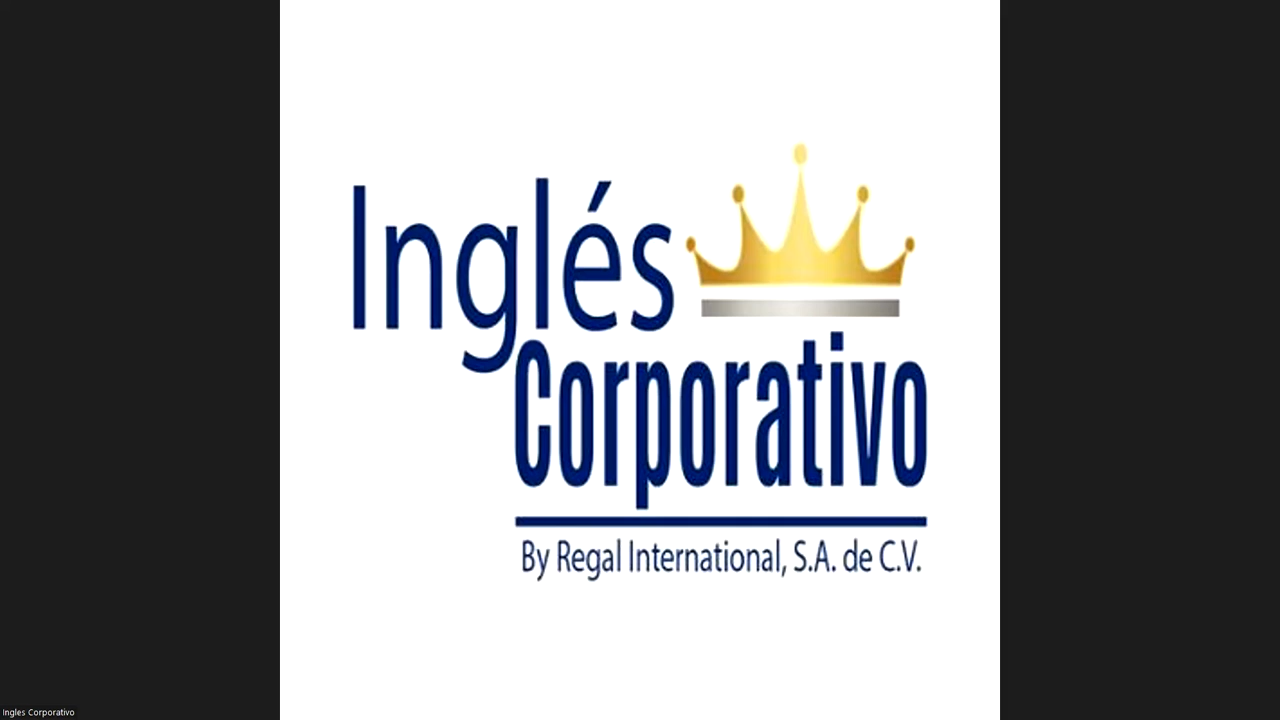 Inglés
Corporativo
By Regal International, S.A. de C.V.
Ingles Corporativo